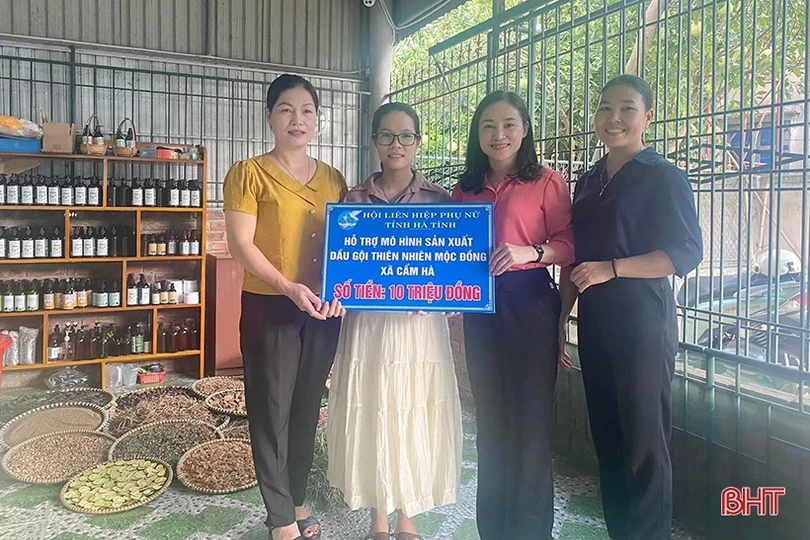 HỘI LIÊN HIỆP PHỤ NỮ
TỈNH HÀ TĨNH
HỖ TRỢ MÔ HÌNH SẢN XUẤT
DẦU GỘI THIÊN NHIÊN MỘC ĐỒNG
XÃ CẨM HÀ
SỐ TIỀN: 10 TRIỆU ĐỒNG
BHT